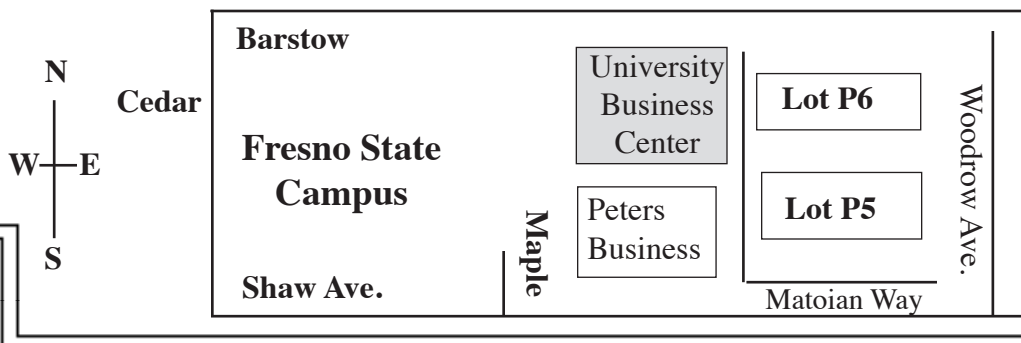 Barstow
N
Cedar
W
E
S
Fresno State
Campus
Shaw Ave.
Maple
University
Business
Center
Peters
Business
Lot P6
Lot P5
Woodrow Ave.
Matoian Way